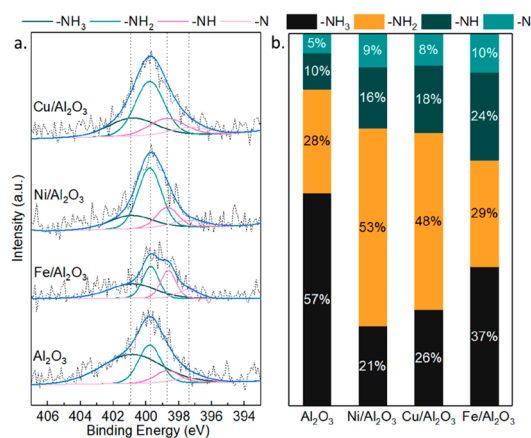 -NH₃ -NH₂ -NH -N
-NH₃ -NH₂ -NH -N
a.
Cu/Al₂O₃
Ni/Al₂O₃
Fe/Al₂O₃
Al₂O₃
Intensity (a.u.)
406 404 402 400 398 396 394
Binding Energy (eV)
b.
5% 9% 8% 10%
10% 16% 18% 24%
28% 53% 48% 29%
57% 21% 26% 37%
Al₂O₃ Ni/Al₂O₃ Cu/Al₂O₃ Fe/Al₂O₃